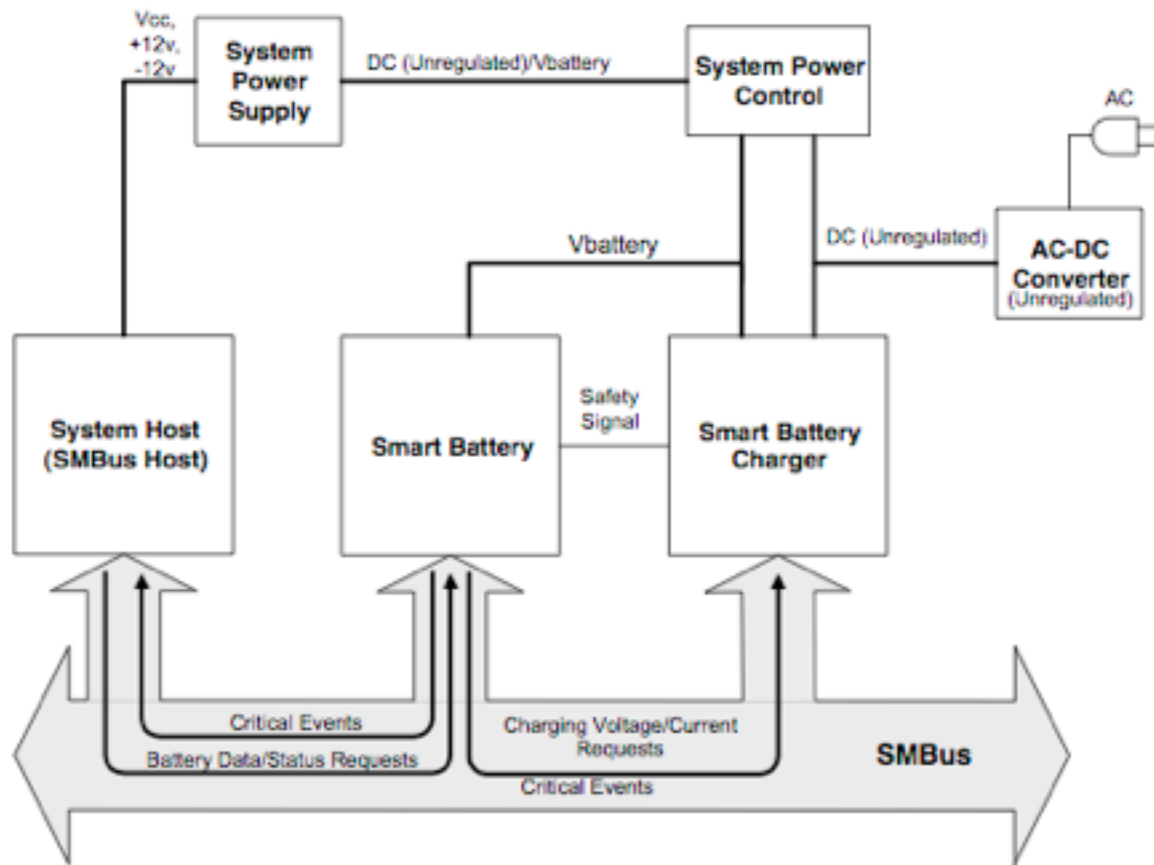 Vcc,
+12v,
-12v
System
Power
Supply
DC (Unregulated)/Vbattery
System Power
Control
AC
Vbattery
DC (Unregulated)
AC-DC
Converter
(Unregulated)
System Host
(SMBus Host)
Smart Battery
Safety
Signal
Smart Battery
Charger
Critical Events
Battery Data/Status Requests
Charging Voltage/Current
Requests
Critical Events
SMBus